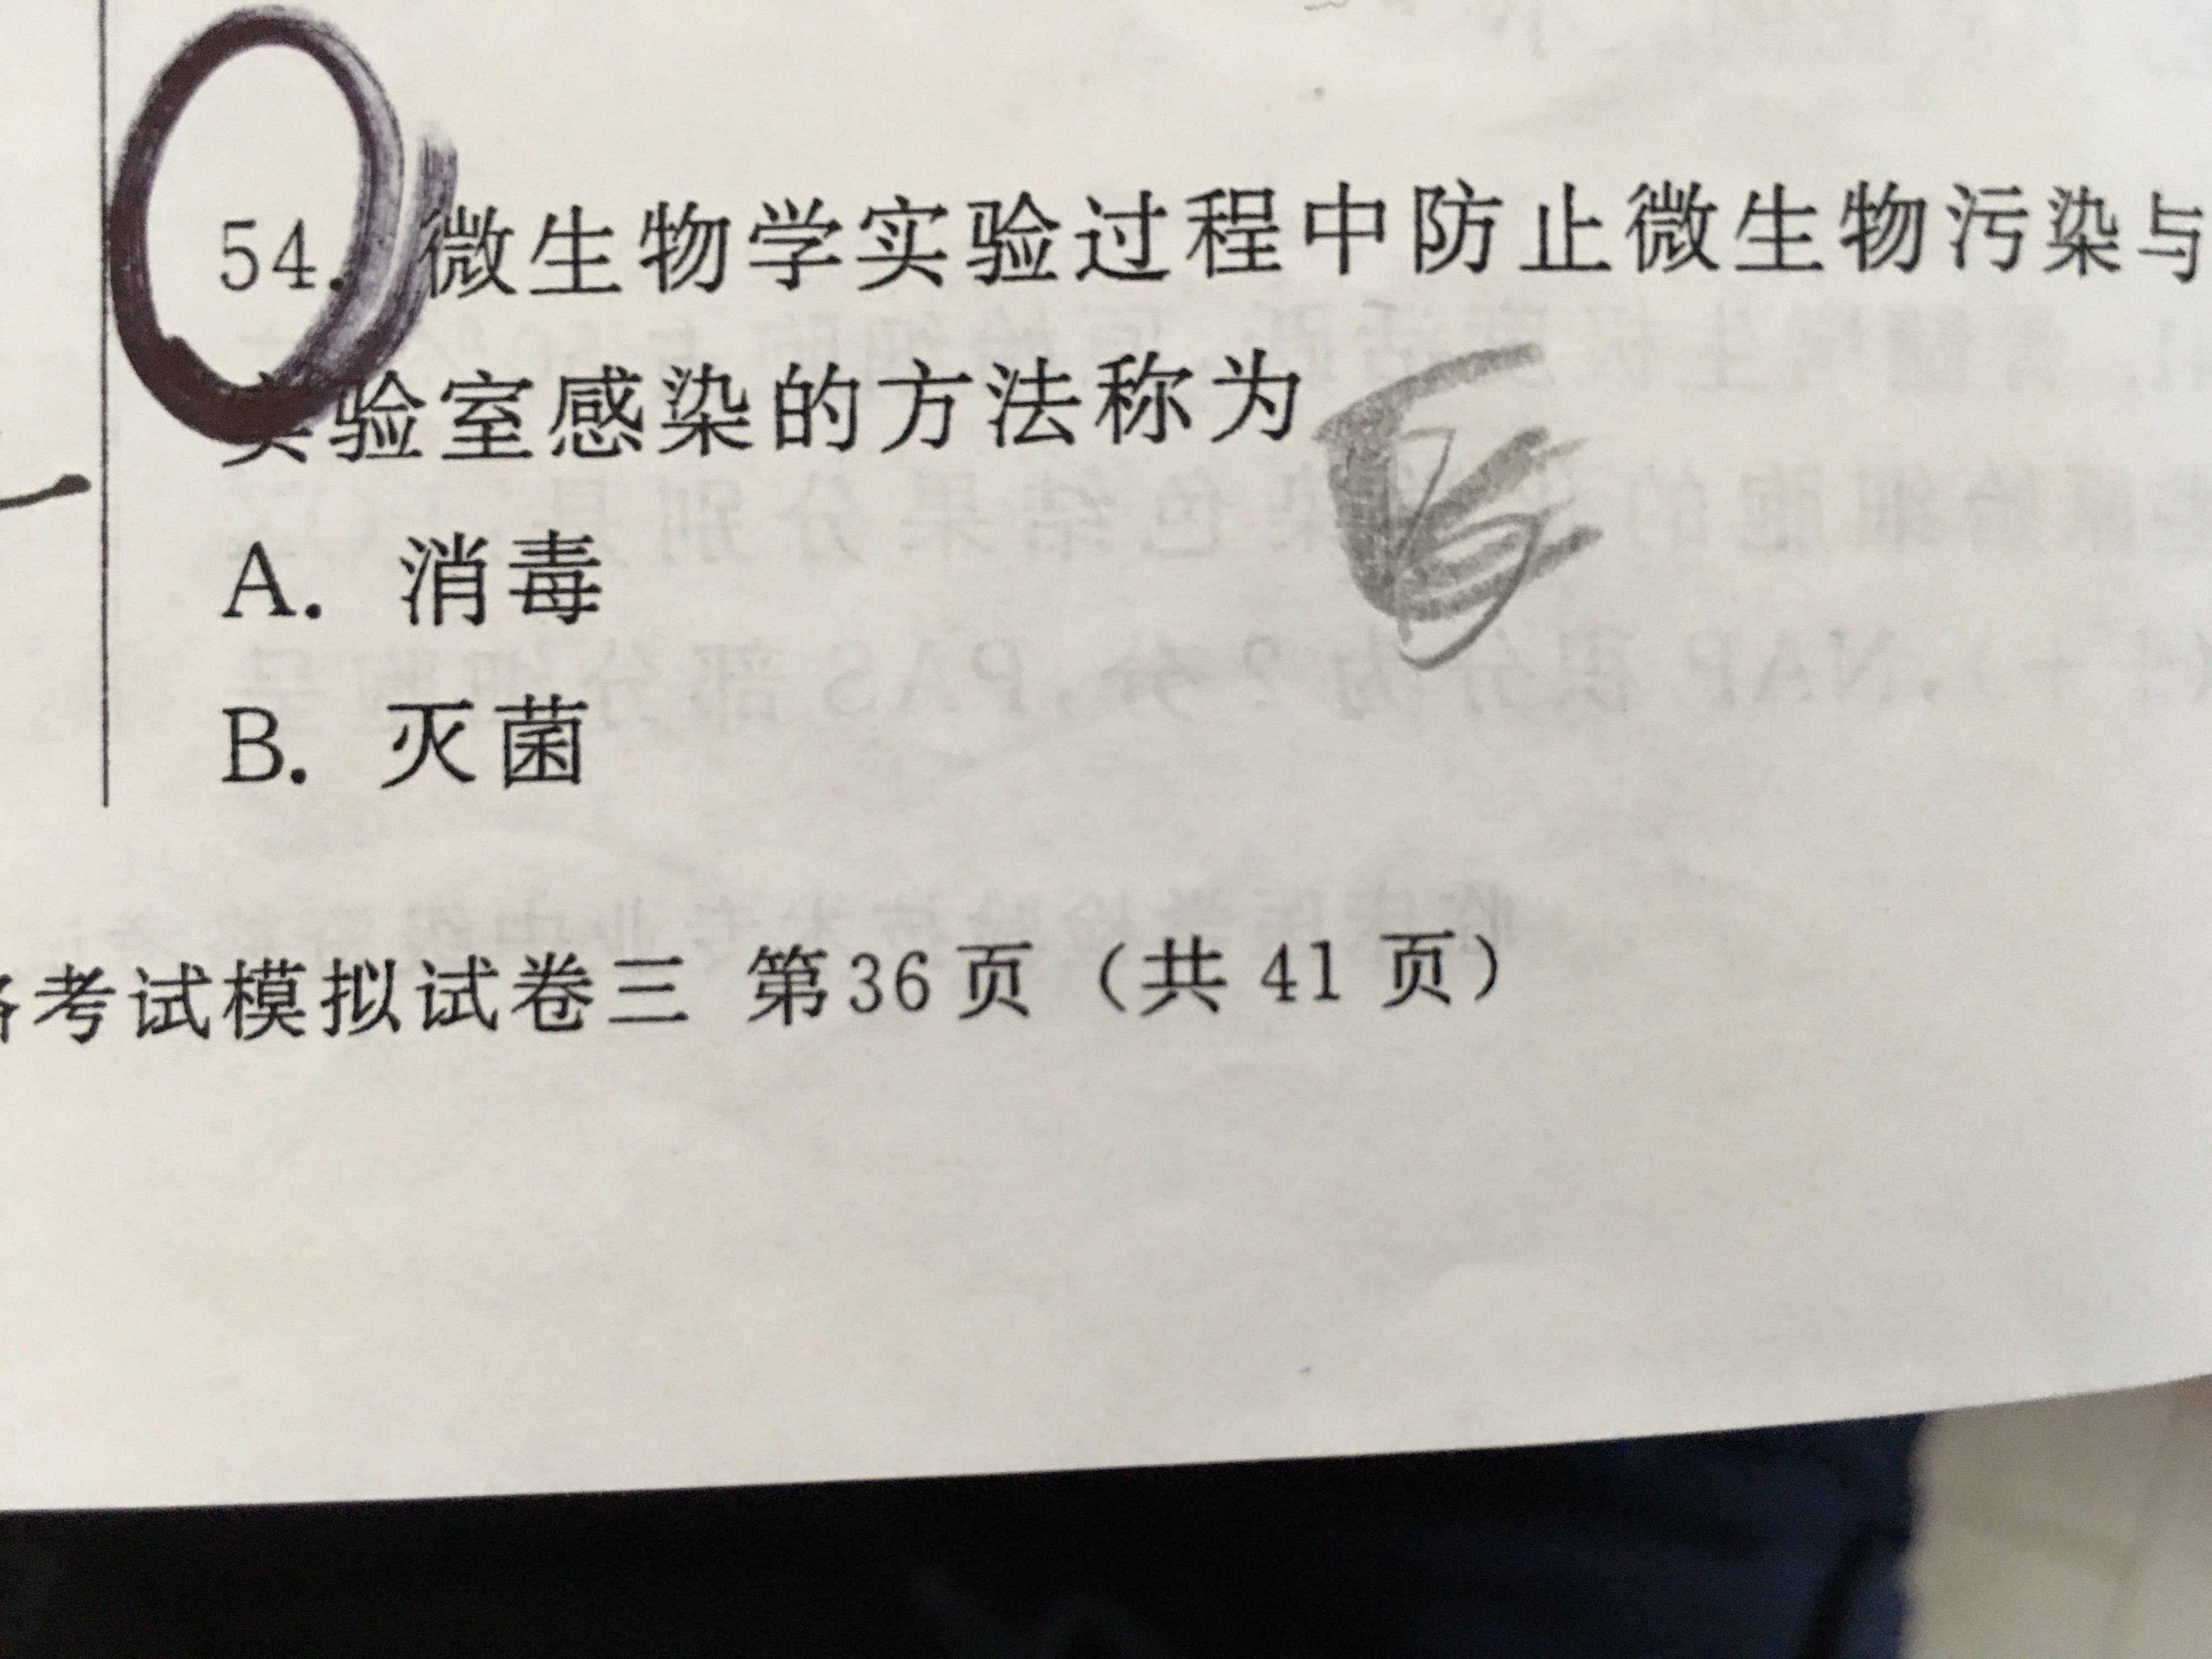 54. 微生物学实验过程中防止微生物污染与
实验室感染的方法称为
A. 消毒
B. 灭菌
考试模拟试卷三 第36页（共41页）